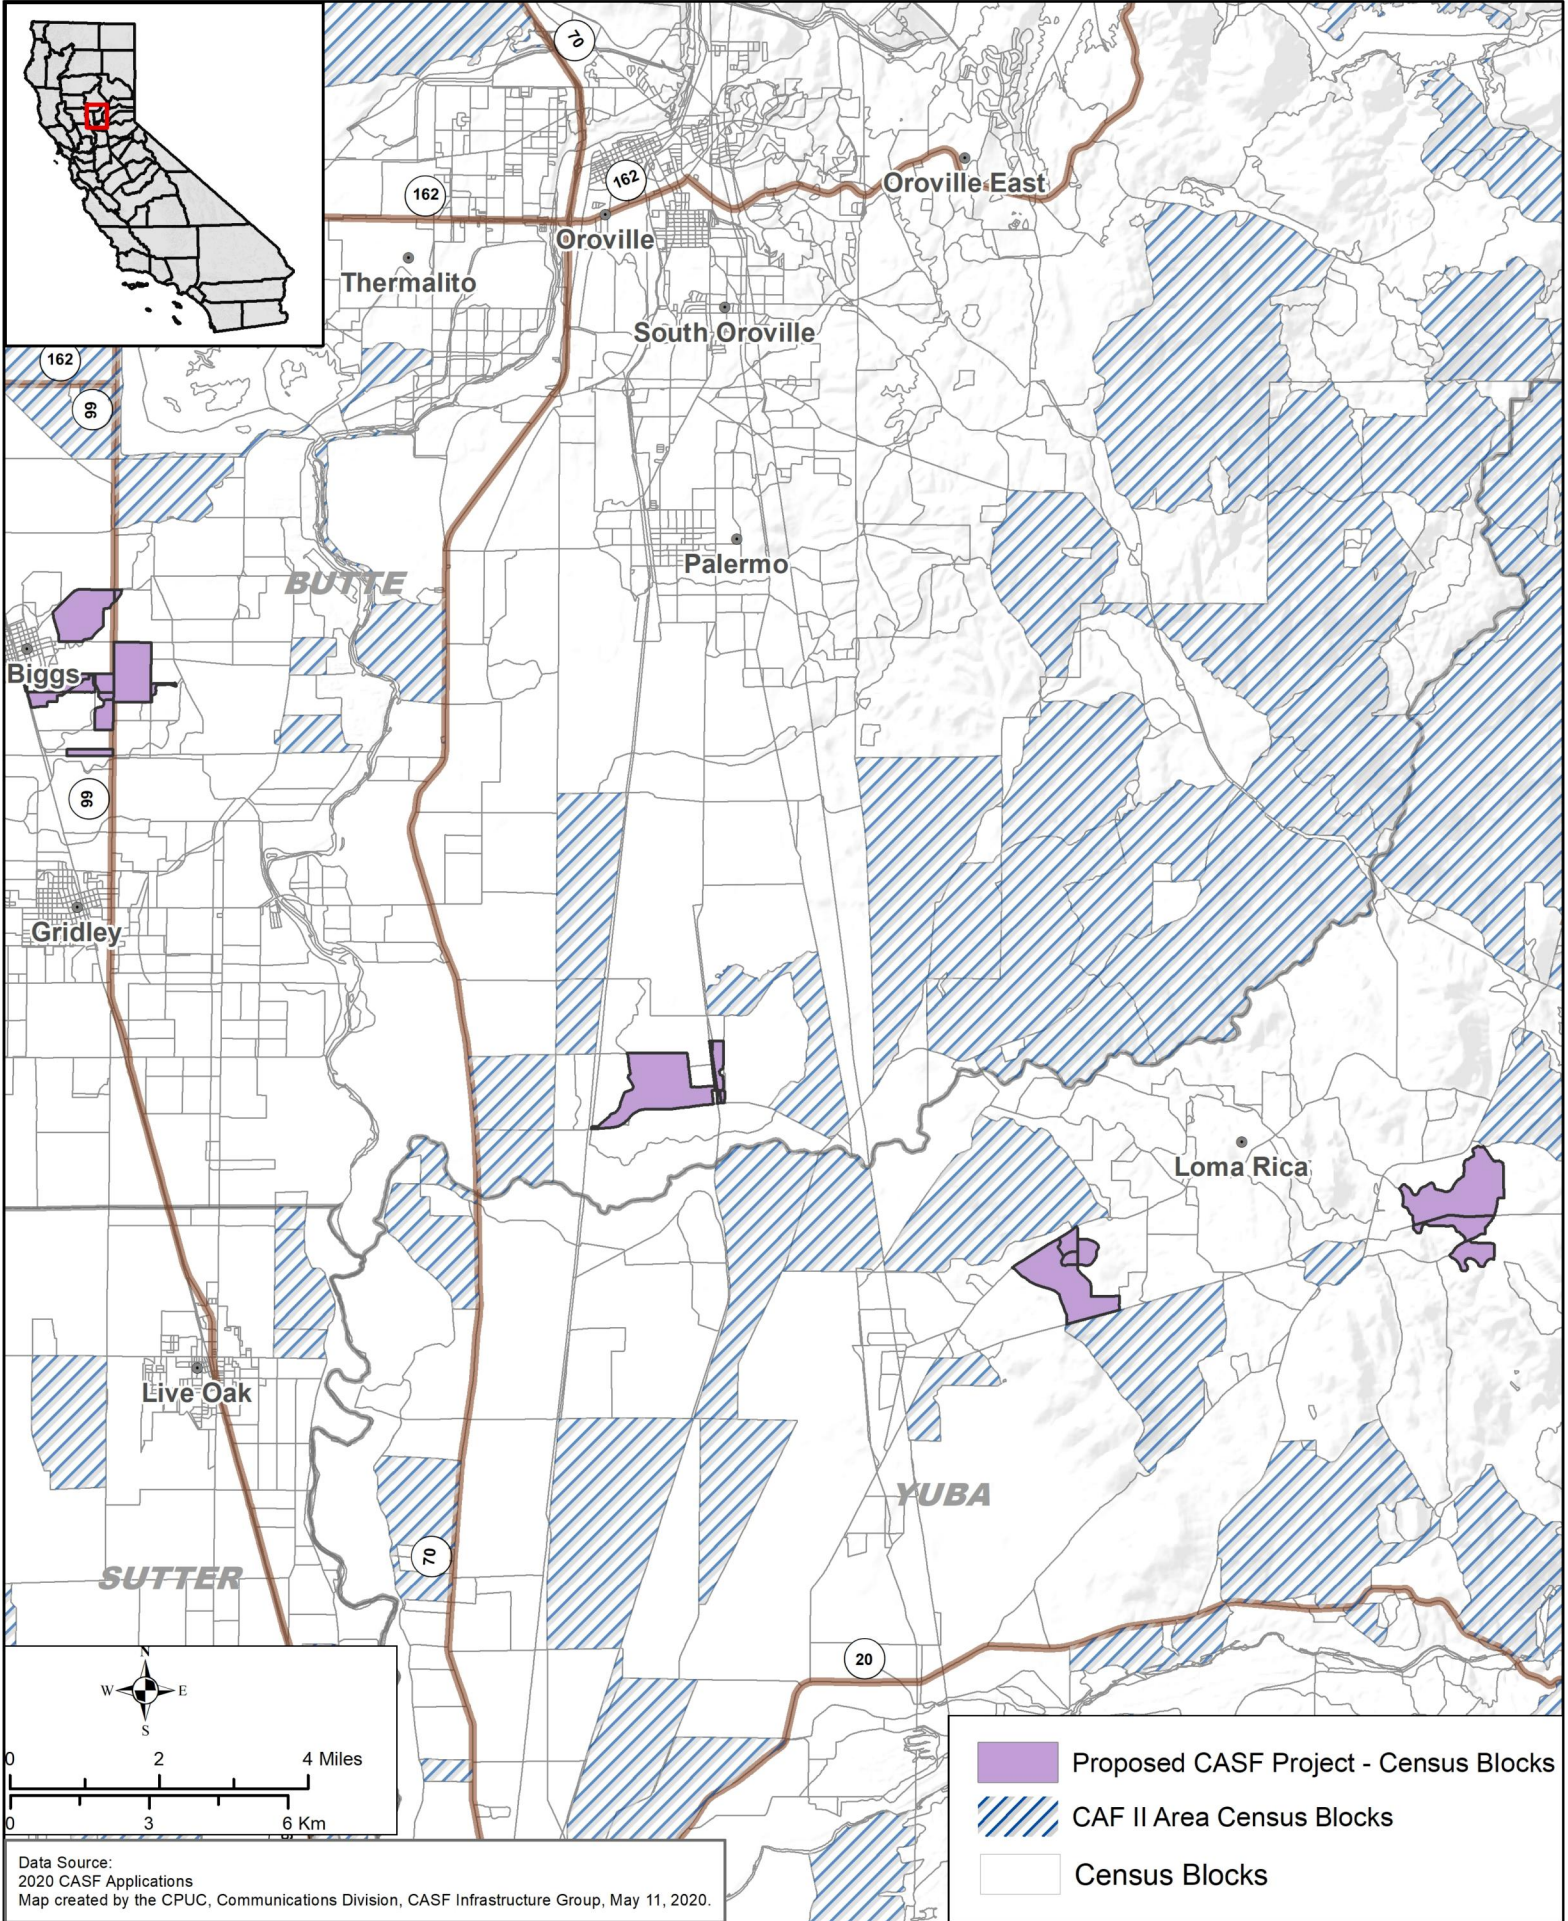 70
162
162
Oroville East
Oroville
Thermalito
South Oroville
162
99
Palermo
BUTTE
Biggs
99
Gridley
Loma Rica
Live Oak
YUBA
70
SUTTER
20
N
W E
S
0 2 4 Miles
0 3 6 Km
Proposed CASF Project - Census Blocks
CAF II Area Census Blocks
Census Blocks
Data Source:
2020 CASF Applications
Map created by the CPUC, Communications Division, CASF Infrastructure Group, May 11, 2020.